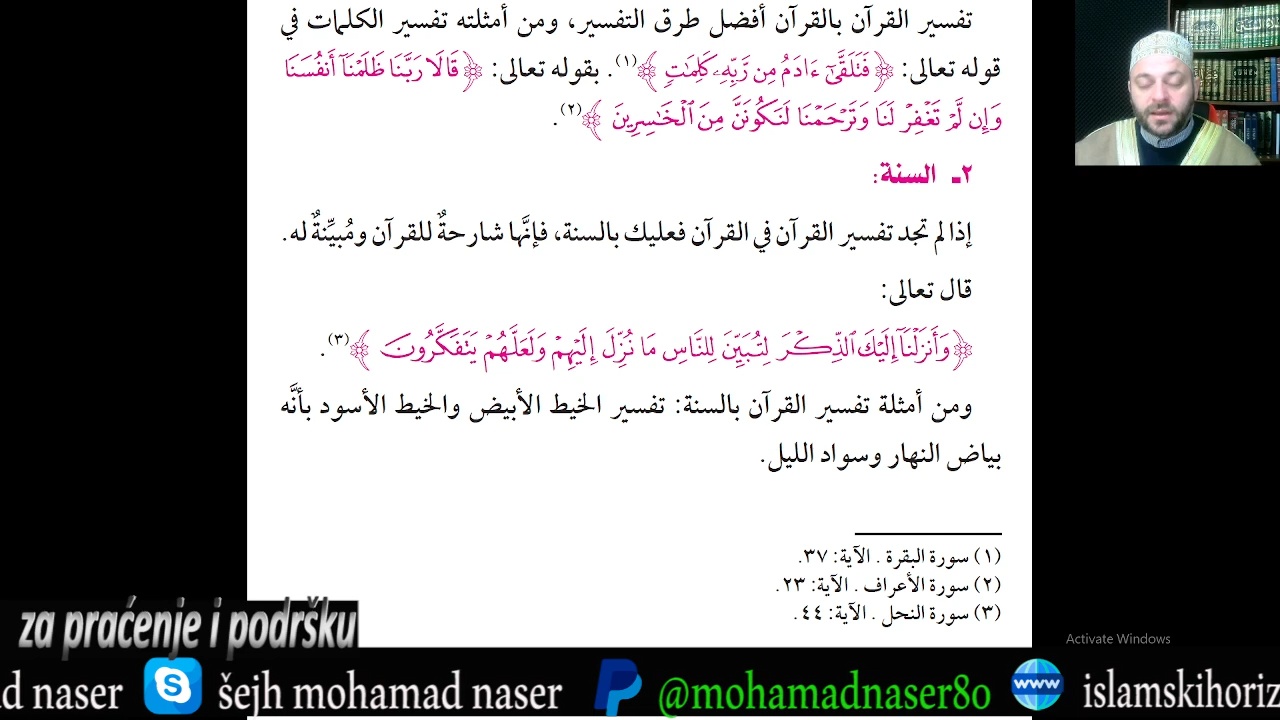 تفسير القرآن بالقرآن أفضل طرق التفسير، ومن أمثلته تفسير الكلمات في
قوله تعالى: ﴿فَتَلَقَّىٰٓ ءَادَمُ مِن رَّبِّهِۦ كَلِمَٰتٖ﴾(١). بقوله تعالى: ﴿قَالَا رَبَّنَا ظَلَمۡنَآ أَنفُسَنَا
وَإِن لَّمۡ تَغۡفِرۡ لَنَا وَتَرۡحَمۡنَا لَنَكُونَنَّ مِنَ ٱلۡخَٰسِرِينَ﴾(٢).
٢ـ السنة:
إذا لم تجد تفسير القرآن في القرآن فعليك بالسنة، فإنَّها شارحةٌ للقرآن ومُبيِّنةٌ له.
قال تعالى:
﴿وَأَنزَلۡنَآ إِلَيۡكَ ٱلذِّكۡرَ لِتُبَيِّنَ لِلنَّاسِ مَا نُزِّلَ إِلَيۡهِمۡ وَلَعَلَّهُمۡ يَتَفَكَّرُونَ﴾(٣).
ومن أمثلة تفسير القرآن بالسنة: تفسير الخيط الأبيض والخيط الأسود بأنَّه
بياض النهار وسواد الليل.
(١) سورة البقرة . الآية: ٣٧.
(٢) سورة الأعراف . الآية: ٢٣.
(٣) سورة النحل . الآية: ٤٤.
Activate Windows
za praćenje i podršku
ad naser šejh mohamad naser @mohamadnaser80 www islamskihoriz